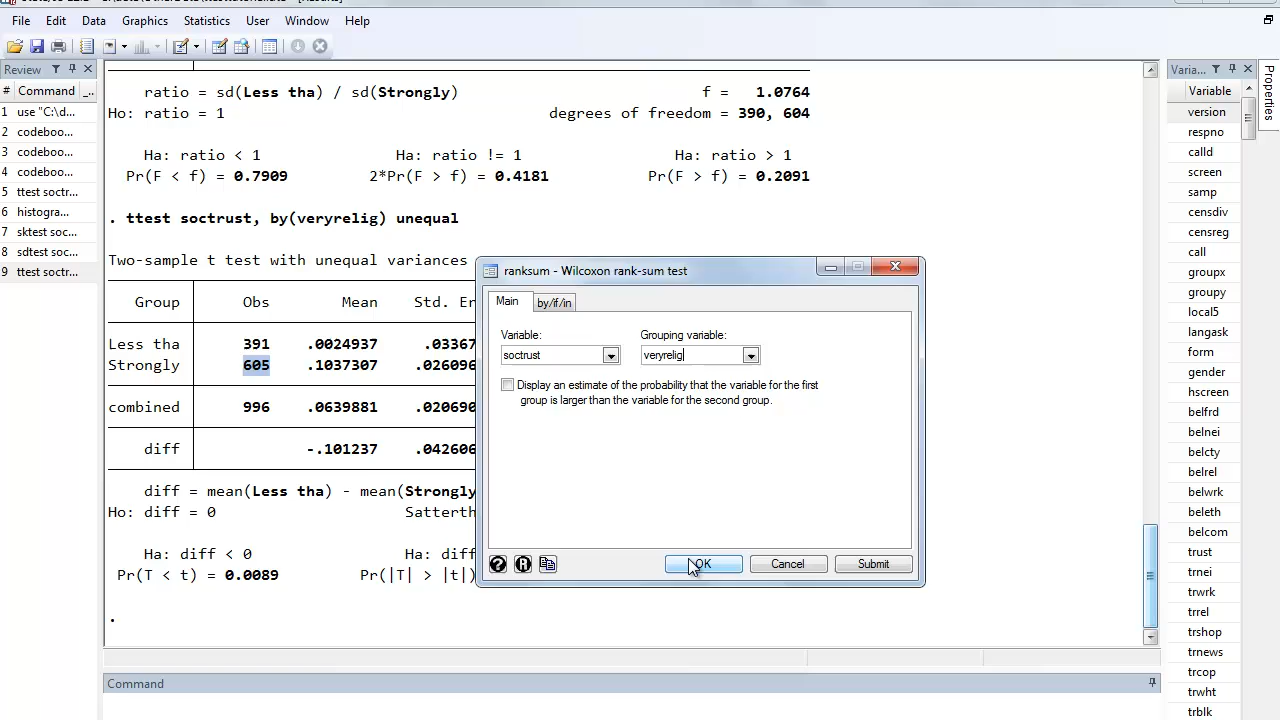 File Edit Data Graphics Statistics User Window Help
Review
# Command _..
1 use "C:\d...
2 codeboo...
3 codeboo...
4 codeboo...
5 ttest soctr...
6 histogra...
7 sktest soc...
8 sdtest soc...
9 ttest soctr...
ratio = sd(Less tha) / sd(Strongly) f = 1.0764
Ho: ratio = 1 degrees of freedom = 390, 604
Ha: ratio < 1 Ha: ratio != 1 Ha: ratio > 1
Pr(F < f) = 0.7909 2*Pr(F > f) = 0.4181 Pr(F > f) = 0.2091
. ttest soctrust, by(veryrelig) unequal
Two-sample t test with unequal variances
Group Obs Mean Std. Er
Less tha 391 .0024937 .03367
Strongly 605 .1037307 .026096
combined 996 .0639881 .020690
diff -.101237 .042606
diff = mean(Less tha) - mean(Strongly
Ho: diff = 0 Satterth
Ha: diff < 0 Ha: diff
Pr(T < t) = 0.0089 Pr(|T| > |t|)
.
Command
ranksum - Wilcoxon rank-sum test
Main by/if/in
Variable: Grouping variable:
soctrust veryrelig
Display an estimate of the probability that the variable for the first
group is larger than the variable for the second group.
OK Cancel Submit
Varia...
Variable
version
respno
calld
screen
samp
censdiv
censreg
call
groupx
groupy
local5
langask
form
gender
hscreen
belfrd
belnei
belcty
belrel
belwrk
beleth
belcom
trust
trnei
trwrk
trrel
trshop
trnews
trcop
trwht
trblk
Properties